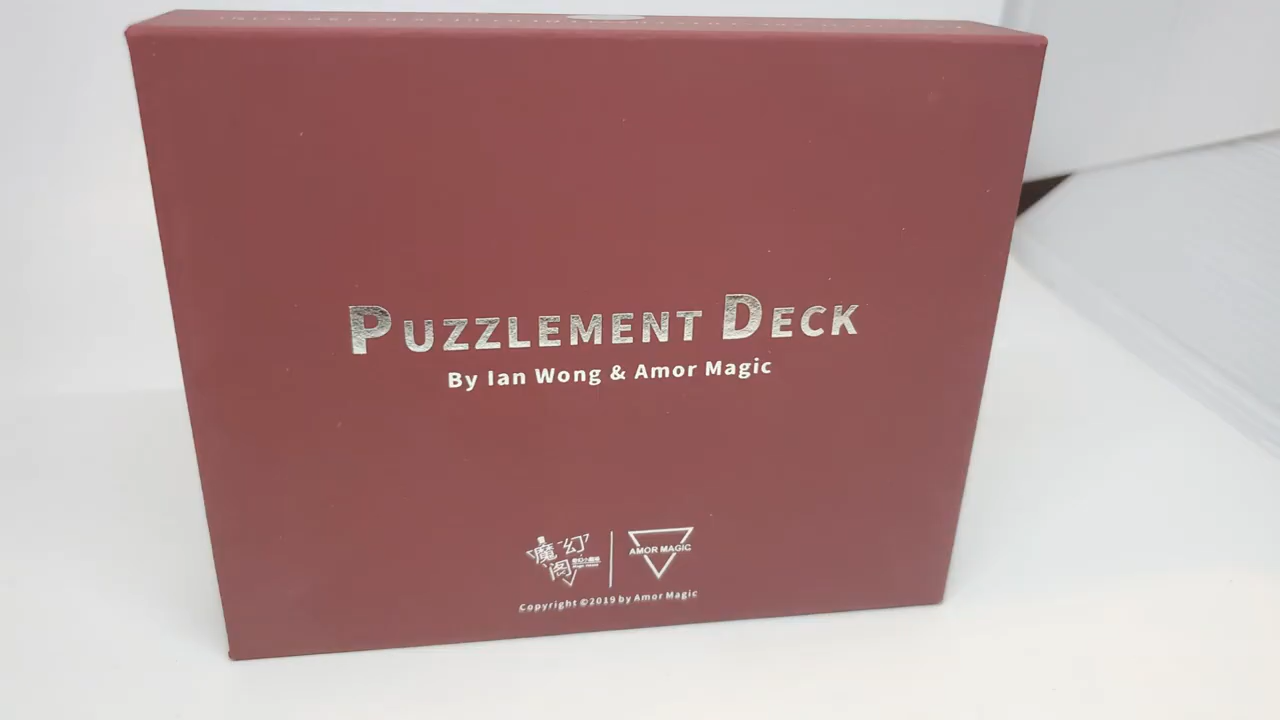 PUZZLEMENT DECK
By Ian Wong & Amor Magic
魔幻阁
AMOR MAGIC
Copyright ©2019 by Amor Magic